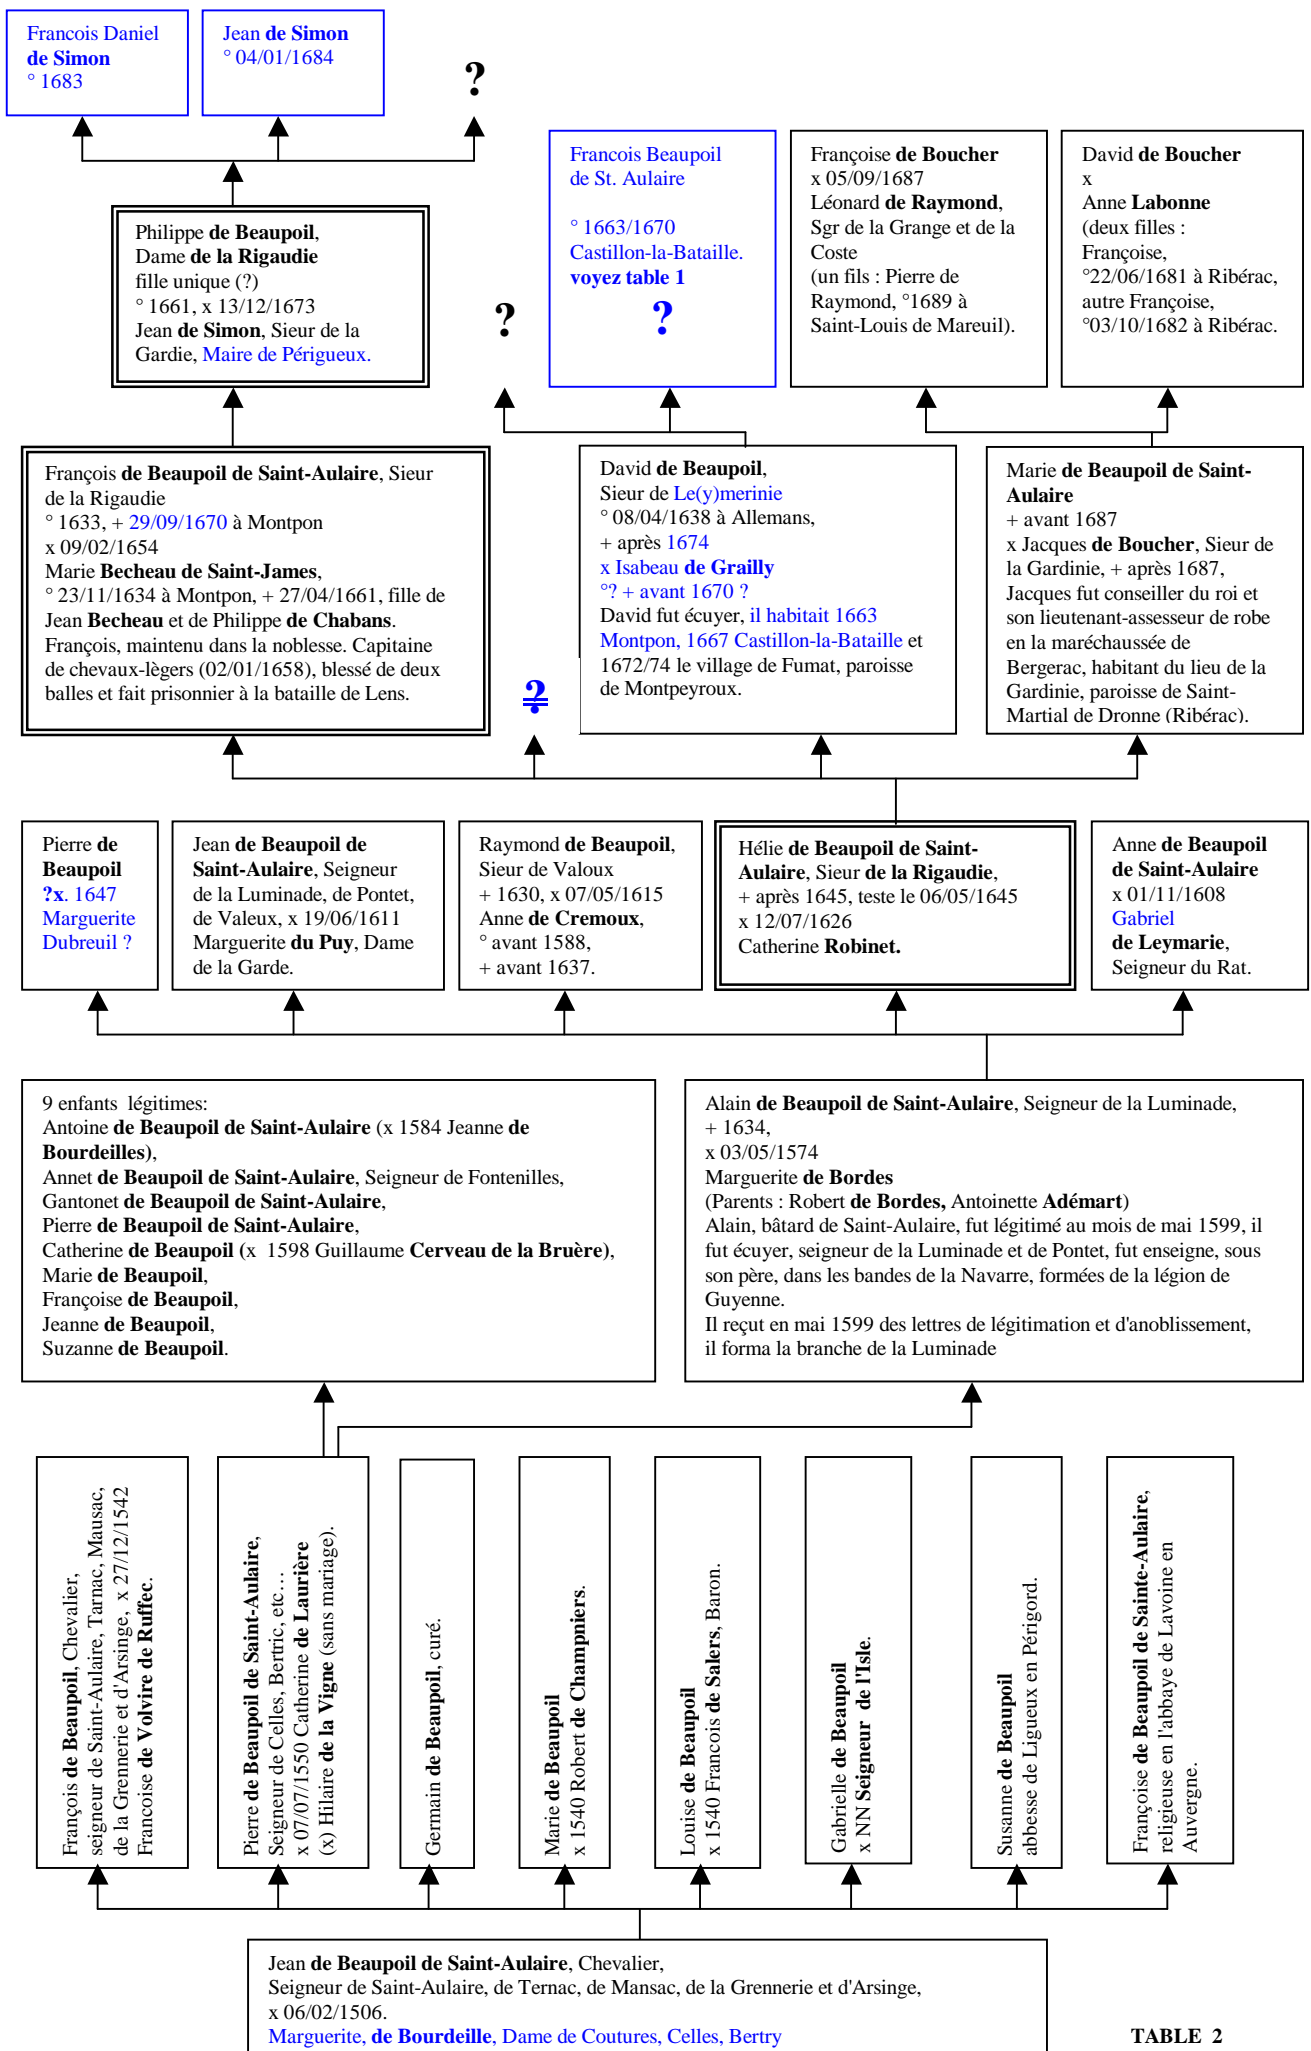 Francois Daniel
de Simon
° 1683
Jean de Simon
° 04/01/1684
?
Philippe de Beaupoil,
Dame de la Rigaudie
fille unique (?)
° 1661, x 13/12/1673
Jean de Simon, Sieur de la
Gardie, Maire de Périgueux.
?
Francois Beaupoil
de St. Aulaire
° 1663/1670
Castillon-la-Bataille.
voyez table 1
?
Françoise de Boucher
x 05/09/1687
Léonard de Raymond,
Sgr de la Grange et de la
Coste
(un fils : Pierre de
Raymond, °1689 à
Saint-Louis de Mareuil).
David de Boucher
x
Anne Labonne
(deux filles :
Françoise,
°22/06/1681 à Ribérac,
autre Françoise,
°03/10/1682 à Ribérac.
François de Beaupoil de Saint-Aulaire, Sieur
de la Rigaudie
° 1633, + 29/09/1670 à Montpon
x 09/02/1654
Marie Becheau de Saint-James,
° 23/11/1634 à Montpon, + 27/04/1661, fille de
Jean Becheau et de Philippe de Chabans.
François, maintenu dans la noblesse. Capitaine
de chevaux-lègers (02/01/1658), blessé de deux
balles et fait prisonnier à la bataille de Lens.
?
David de Beaupoil,
Sieur de Le(y)merinie
° 08/04/1638 à Allemans,
+ après 1674
x Isabeau de Grailly
°? + avant 1670 ?
David fut écuyer, il habitait 1663
Montpon, 1667 Castillon-la-Bataille et
1672/74 le village de Fumat, paroisse
de Montpeyroux.
Marie de Beaupoil de Saint-
Aulaire
+ avant 1687
x Jacques de Boucher, Sieur de
la Gardinie, + après 1687,
Jacques fut conseiller du roi et
son lieutenant-assesseur de robe
en la maréchaussée de
Bergerac, habitant du lieu de la
Gardinie, paroisse de Saint-
Martial de Dronne (Ribérac).
Pierre de
Beaupoil
?x. 1647
Marguerite
Dubreuil ?
Jean de Beaupoil de
Saint-Aulaire, Seigneur
de la Luminade, de Pontet,
de Valeux, x 19/06/1611
Marguerite du Puy, Dame
de la Garde.
Raymond de Beaupoil,
Sieur de Valoux
+ 1630, x 07/05/1615
Anne de Cremoux,
° avant 1588,
+ avant 1637.
Hélie de Beaupoil de Saint-
Aulaire, Sieur de la Rigaudie,
+ après 1645, teste le 06/05/1645
x 12/07/1626
Catherine Robinet.
Anne de Beaupoil
de Saint-Aulaire
x 01/11/1608
Gabriel
de Leymarie,
Seigneur du Rat.
9 enfants légitimes:
Antoine de Beaupoil de Saint-Aulaire (x 1584 Jeanne de
Bourdeilles),
Annet de Beaupoil de Saint-Aulaire, Seigneur de Fontenilles,
Gantonet de Beaupoil de Saint-Aulaire,
Pierre de Beaupoil de Saint-Aulaire,
Catherine de Beaupoil (x 1598 Guillaume Cerveau de la Bruère),
Marie de Beaupoil,
Françoise de Beaupoil,
Jeanne de Beaupoil,
Suzanne de Beaupoil.
Alain de Beaupoil de Saint-Aulaire, Seigneur de la Luminade,
+ 1634,
x 03/05/1574
Marguerite de Bordes
(Parents : Robert de Bordes, Antoinette Adémart)
Alain, bâtard de Saint-Aulaire, fut légitimé au mois de mai 1599, il
fut écuyer, seigneur de la Luminade et de Pontet, fut enseigne, sous
son père, dans les bandes de la Navarre, formées de la légion de
Guyenne.
Il reçut en mai 1599 des lettres de légitimation et d'anoblissement,
il forma la branche de la Luminade
François de Beaupoil, Chevalier,
seigneur de Saint-Aulaire, Tarnac, Mausac,
de la Grennerie et d'Arsinge, x 27/12/1542
Francoise de Volvire de Ruffec.
Pierre de Beaupoil de Saint-Aulaire,
Seigneur de Celles, Bertric, etc…
x 07/07/1550 Catherine de Laurière
(x) Hilaire de la Vigne (sans mariage).
Germain de Beaupoil, curé.
Marie de Beaupoil
x 1540 Robert de Champniers.
Louise de Beaupoil
x 1540 Francois de Salers, Baron.
Gabrielle de Beaupoil
x NN Seigneur de l'Isle.
Susanne de Beaupoil
abbesse de Ligueux en Périgord.
Françoise de Beaupoil de Sainte-Aulaire,
religieuse en l'abbaye de Lavoine en
Auvergne.
Jean de Beaupoil de Saint-Aulaire, Chevalier,
Seigneur de Saint-Aulaire, de Ternac, de Mansac, de la Grennerie et d'Arsinge,
x 06/02/1506.
Marguerite, de Bourdeille, Dame de Coutures, Celles, Bertry
TABLE 2